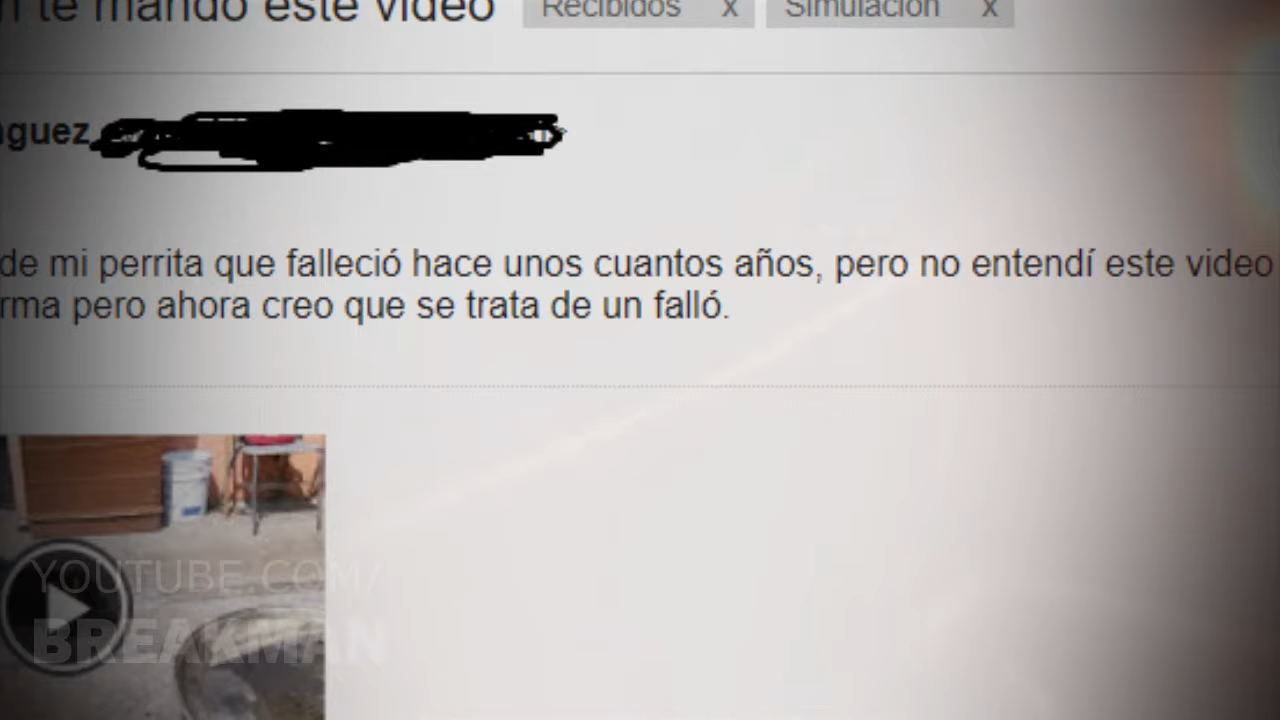 te mando este video Recibidos x Simulación x
guez
de mi perrita que falleció hace unos cuantos años, pero no entendí este video
rma pero ahora creo que se trata de un falló.
YOUTUBE.COM/
BREAKMAN